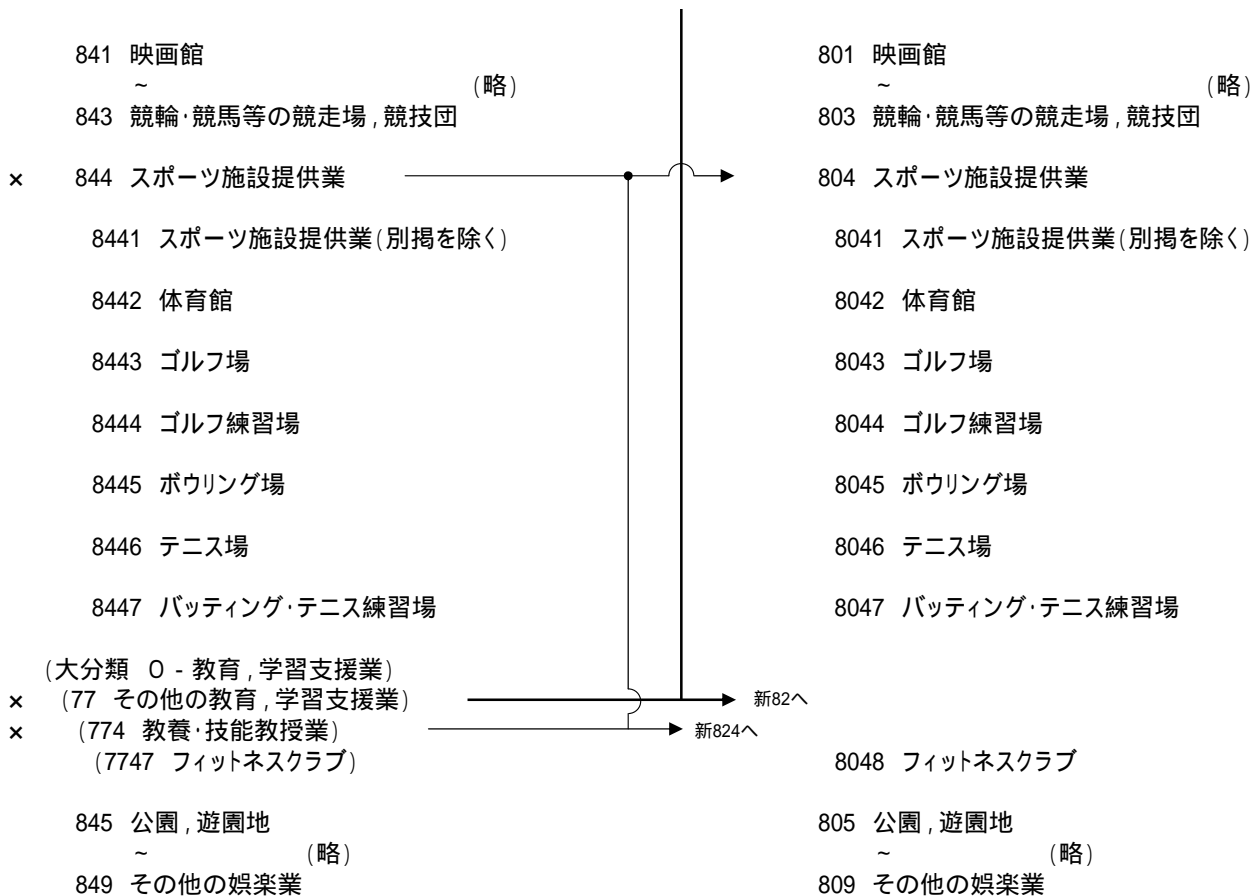 841 映画館 801 映画館
~ (略) ~ (略)
843 競輪・競馬等の競走場,競技団 803 競輪・競馬等の競走場,競技団
× 844 スポーツ施設提供業 804 スポーツ施設提供業
8441 スポーツ施設提供業(別掲を除く) 8041 スポーツ施設提供業(別掲を除く)
8442 体育館 8042 体育館
8443 ゴルフ場 8043 ゴルフ場
8444 ゴルフ練習場 8044 ゴルフ練習場
8445 ボウリング場 8045 ボウリング場
8446 テニス場 8046 テニス場
8447 バッティング・テニス練習場 8047 バッティング・テニス練習場
(大分類 O - 教育,学習支援業)
× (77 その他の教育,学習支援業) 新82へ
× (774 教養・技能教授業) 新824へ
(7747 フィットネスクラブ) 8048 フィットネスクラブ
845 公園,遊園地 805 公園,遊園地
~ (略) ~ (略)
849 その他の娯楽業 809 その他の娯楽業